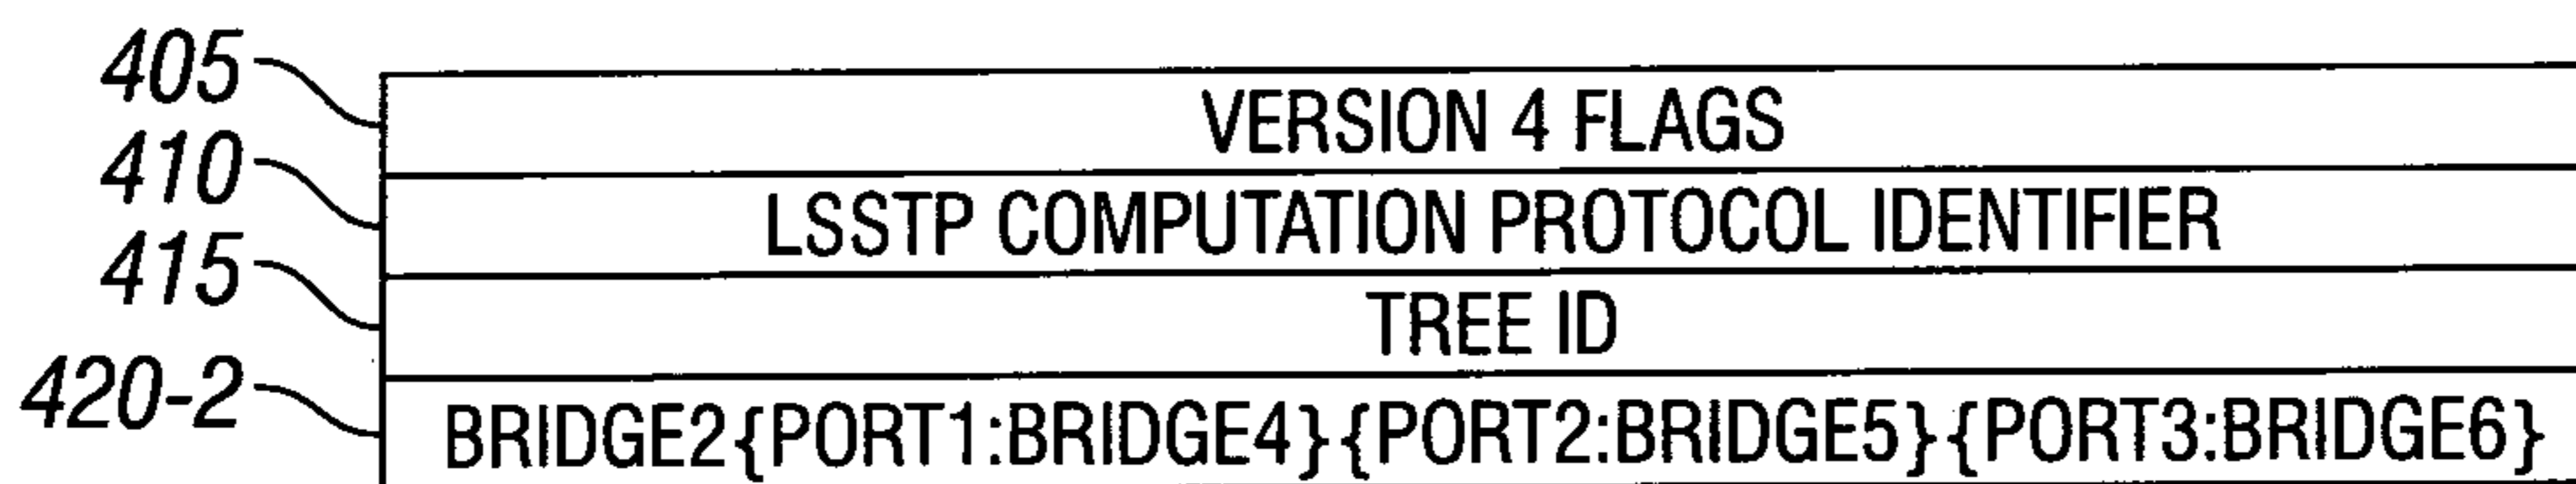 405 VERSION 4 FLAGS
410 LSSTP COMPUTATION PROTOCOL IDENTIFIER
415 TREE ID
420-2 BRIDGE2{PORT1:BRIDGE4}{PORT2:BRIDGE5}{PORT3:BRIDGE6}